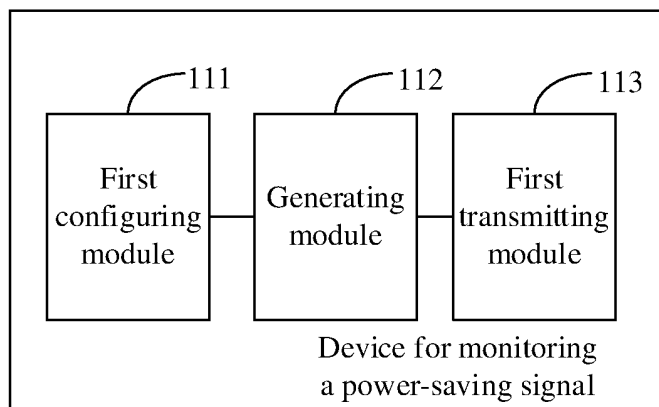 111
112
113
First
configuring
module
Generating
module
First
transmitting
module
Device for monitoring
a power-saving signal